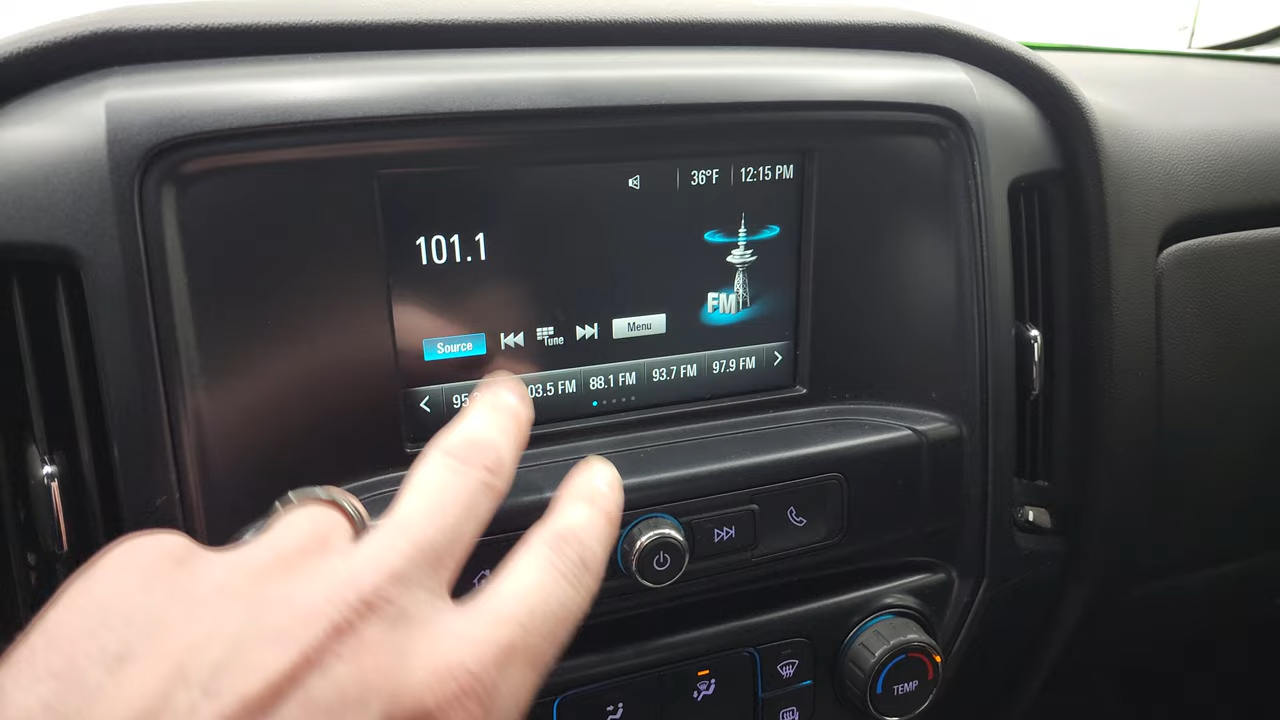 36°F 12:15 PM
101.1
FM
Source Tune Menu
03.5 FM 88.1 FM 93.7 FM 97.9 FM
TEMP